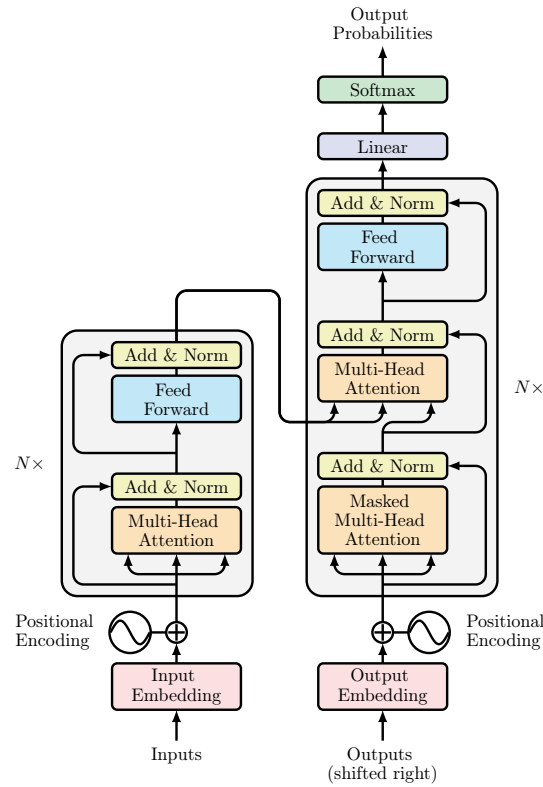 Output
Probabilities
Softmax
Linear
Add & Norm
Feed
Forward
Add & Norm
Multi-Head
Attention
Add & Norm
Masked
Multi-Head
Attention
N×
Add & Norm
Feed
Forward
Add & Norm
Multi-Head
Attention
N×
Positional
Encoding
Positional
Encoding
Input
Embedding
Output
Embedding
Inputs
Outputs
(shifted right)